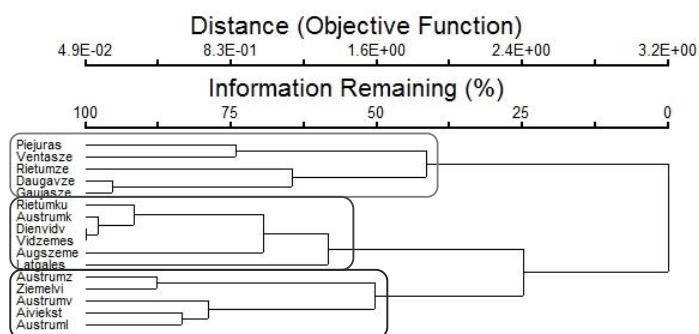 Distance (Objective Function)
4.9E-02 8.3E-01 1.6E+00 2.4E+00 3.2E+00
Information Remaining (%)
100 75 50 25 0
Piejuras
Ventasze
Rietumze
Daugavze
Gaujasze
Rietumku
Austrumk
Dienvidv
Vidzemes
Augszeme
Latgales
Austrumz
Ziemelvi
Austrumv
Aiviekst
Austruml